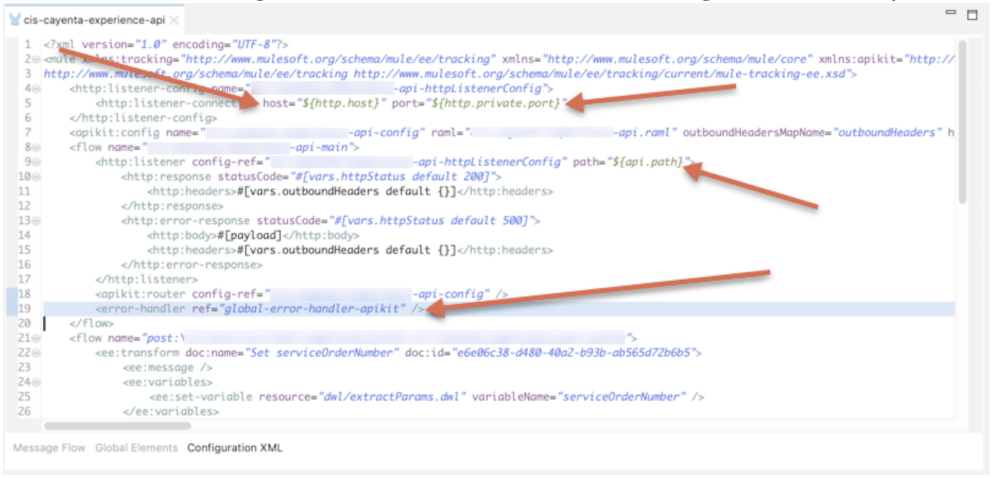 cis-cayenta-experience-api
1 <?xml version="1.0" encoding="UTF-8"?>
2 <mule xmlns:tracking="http://www.mulesoft.org/schema/mule/ee/tracking" xmlns="http://www.mulesoft.org/schema/mule/core" xmlns:apikit="http://
3 http://www.mulesoft.org/schema/mule/ee/tracking http://www.mulesoft.org/schema/mule/ee/tracking/current/mule-tracking-ee.xsd">
4 <http:listener-config name=" -api-httpListenerConfig">
5 <http:listener-connect host="${http.host}" port="${http.private.port}"
6 </http:listener-config>
7 <apikit:config name=" -api-config" raml=" -api.raml" outboundHeadersMapName="outboundHeaders" h
8 <flow name=" -api-main">
9 <http:listener config-ref=" -api-httpListenerConfig" path="${api.path}">
10 <http:response statusCode="#[vars.httpStatus default 200]">
11 <http:headers>#[vars.outboundHeaders default {}]</http:headers>
12 </http:response>
13 <http:error-response statusCode="#[vars.httpStatus default 500]">
14 <http:body>#[payload]</http:body>
15 <http:headers>#[vars.outboundHeaders default {}]</http:headers>
16 </http:error-response>
17 </http:listener>
18 <apikit:router config-ref=" -api-config" />
19 <error-handler ref="global-error-handler-apikit" />
20 </flow>
21 <flow name="post:\ ">
22 <ee:transform doc:name="Set serviceOrderNumber" doc:id="e6e06c38-d480-40a2-b93b-ab565d72b6b5">
23 <ee:message />
24 <ee:variables>
25 <ee:set-variable resource="dwl/extractParams.dwl" variableName="serviceOrderNumber" />
26 </ee:variables>
Message Flow Global Elements Configuration XML